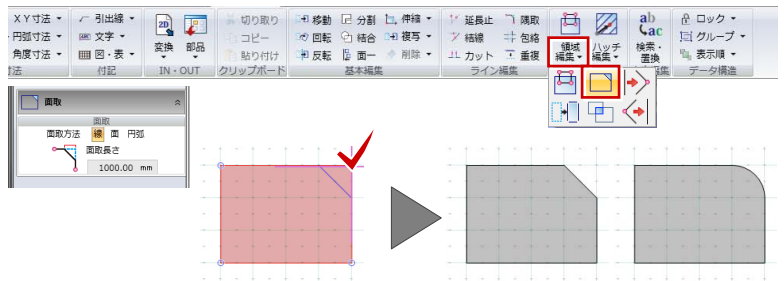 XY寸法 引出線 切り取り 移動 分割 伸縮 延長止 隅取 ab ロック
円弧寸法 abc 文字 2D コピー 回転 結合 複写 結線 包絡 領域編集 ハッチ編集 ac グループ
角度寸法 図・表 変換 部品 貼り付け 反転 面一 削除 カット 重複 検索・置換 表示順
寸法 付記 IN・OUT クリップボード 基本編集 ライン編集 編集 データ構造
面取
面取
面取方法 線 面 円弧
面取長さ
1000.00 mm